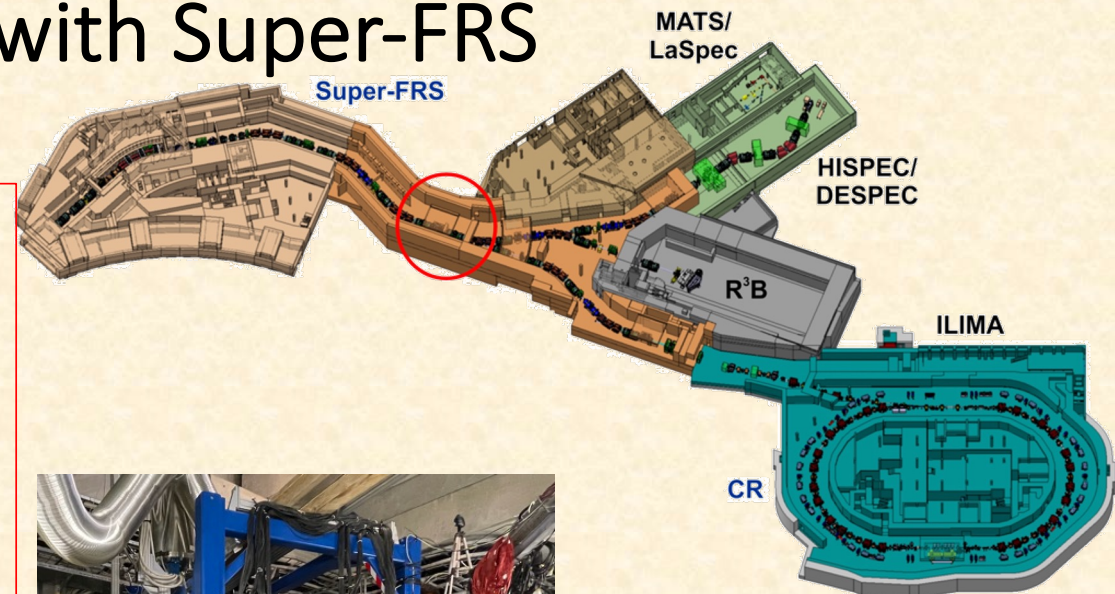 with Super-FRS
MATS/
LaSpec
Super-FRS
HISPEC/
DESPEC
R³B
ILIMA
CR